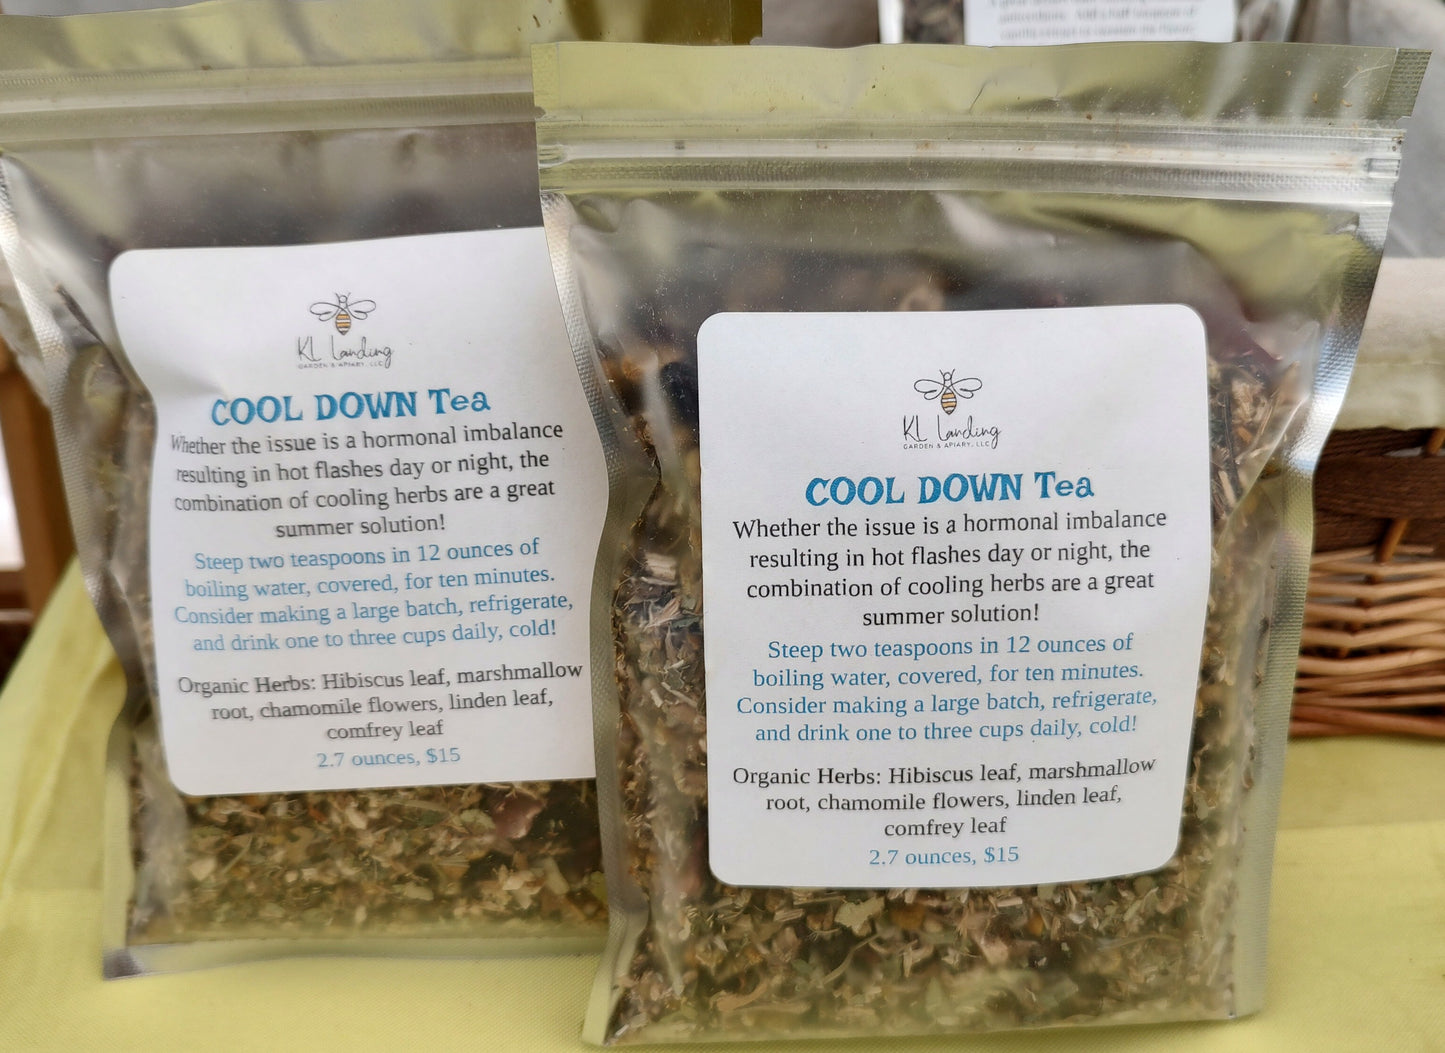 KL Landing
GARDEN & APIARY, LLC
COOL DOWN Tea
Whether the issue is a hormonal imbalance
resulting in hot flashes day or night, the
combination of cooling herbs are a great
summer solution!
Steep two teaspoons in 12 ounces of
boiling water, covered, for ten minutes.
Consider making a large batch, refrigerate,
and drink one to three cups daily, cold!
Organic Herbs: Hibiscus leaf, marshmallow
root, chamomile flowers, linden leaf,
comfrey leaf
2.7 ounces, $15
KL Landing
GARDEN & APIARY, LLC
COOL DOWN Tea
Whether the issue is a hormonal imbalance
resulting in hot flashes day or night, the
combination of cooling herbs are a great
summer solution!
Steep two teaspoons in 12 ounces of
boiling water, covered, for ten minutes.
Consider making a large batch, refrigerate,
and drink one to three cups daily, cold!
Organic Herbs: Hibiscus leaf, marshmallow
root, chamomile flowers, linden leaf,
comfrey leaf
2.7 ounces, $15